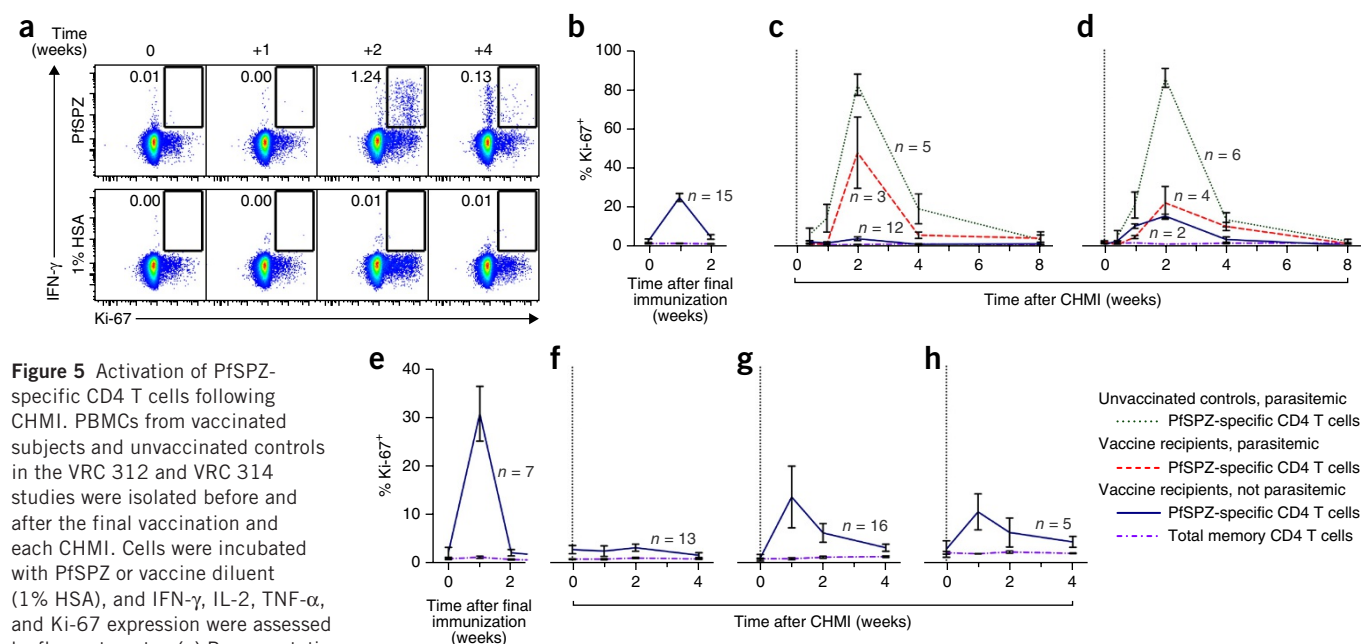 a
Time
(weeks)
0 +1 +2 +4
0.01 0.00 1.24 0.13
PfSPZ
0.00 0.00 0.01 0.01
1% HSA
IFN-γ
Ki-67
b
100
80
60
40
20
0
% Ki-67+
n = 15
0 2
Time after final
immunization
(weeks)
c
n = 5
n = 3
n = 12
0 2 4 6 8
d
n = 6
n = 4
n = 2
0 2 4 6 8
Time after CHMI (weeks)
Figure 5 Activation of PfSPZ-
specific CD4 T cells following
CHMI. PBMCs from vaccinated
subjects and unvaccinated controls
in the VRC 312 and VRC 314
studies were isolated before and
after the final vaccination and
each CHMI. Cells were incubated
with PfSPZ or vaccine diluent
(1% HSA), and IFN-γ, IL-2, TNF-α,
and Ki-67 expression were assessed
e
40
30
20
10
0
% Ki-67+
n = 7
0 2
Time after final
immunization
(weeks)
f
n = 13
0 2 4
g
n = 16
0 2 4
h
n = 5
0 2 4
Time after CHMI (weeks)
Unvaccinated controls, parasitemic
PfSPZ-specific CD4 T cells
Vaccine recipients, parasitemic
PfSPZ-specific CD4 T cells
Vaccine recipients, not parasitemic
PfSPZ-specific CD4 T cells
Total memory CD4 T cells